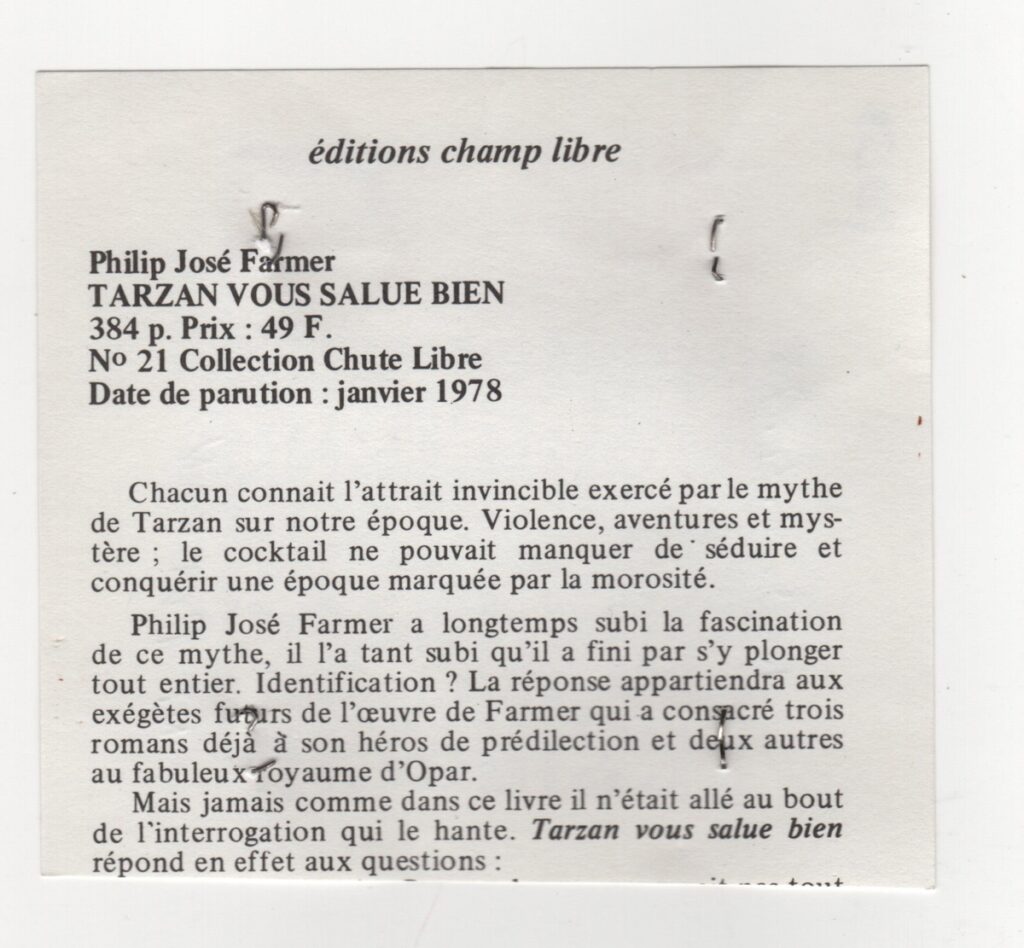 éditions champ libre
Philip José Farmer
TARZAN VOUS SALUE BIEN
384 p. Prix : 49 F.
Nº 21 Collection Chute Libre
Date de parution : janvier 1978
Chacun connait l'attrait invincible exercé par le mythe
de Tarzan sur notre époque. Violence, aventures et mys-
tère ; le cocktail ne pouvait manquer de séduire et
conquérir une époque marquée par la morosité.
Philip José Farmer a longtemps subi la fascination
de ce mythe, il l'a tant subi qu'il a fini par s'y plonger
tout entier. Identification ? La réponse appartiendra aux
exégètes futurs de l'œuvre de Farmer qui a consacré trois
romans déjà à son héros de prédilection et deux autres
au fabuleux royaume d'Opar.
Mais jamais comme dans ce livre il n'était allé au bout
de l'interrogation qui le hante. Tarzan vous salue bien
répond en effet aux questions :